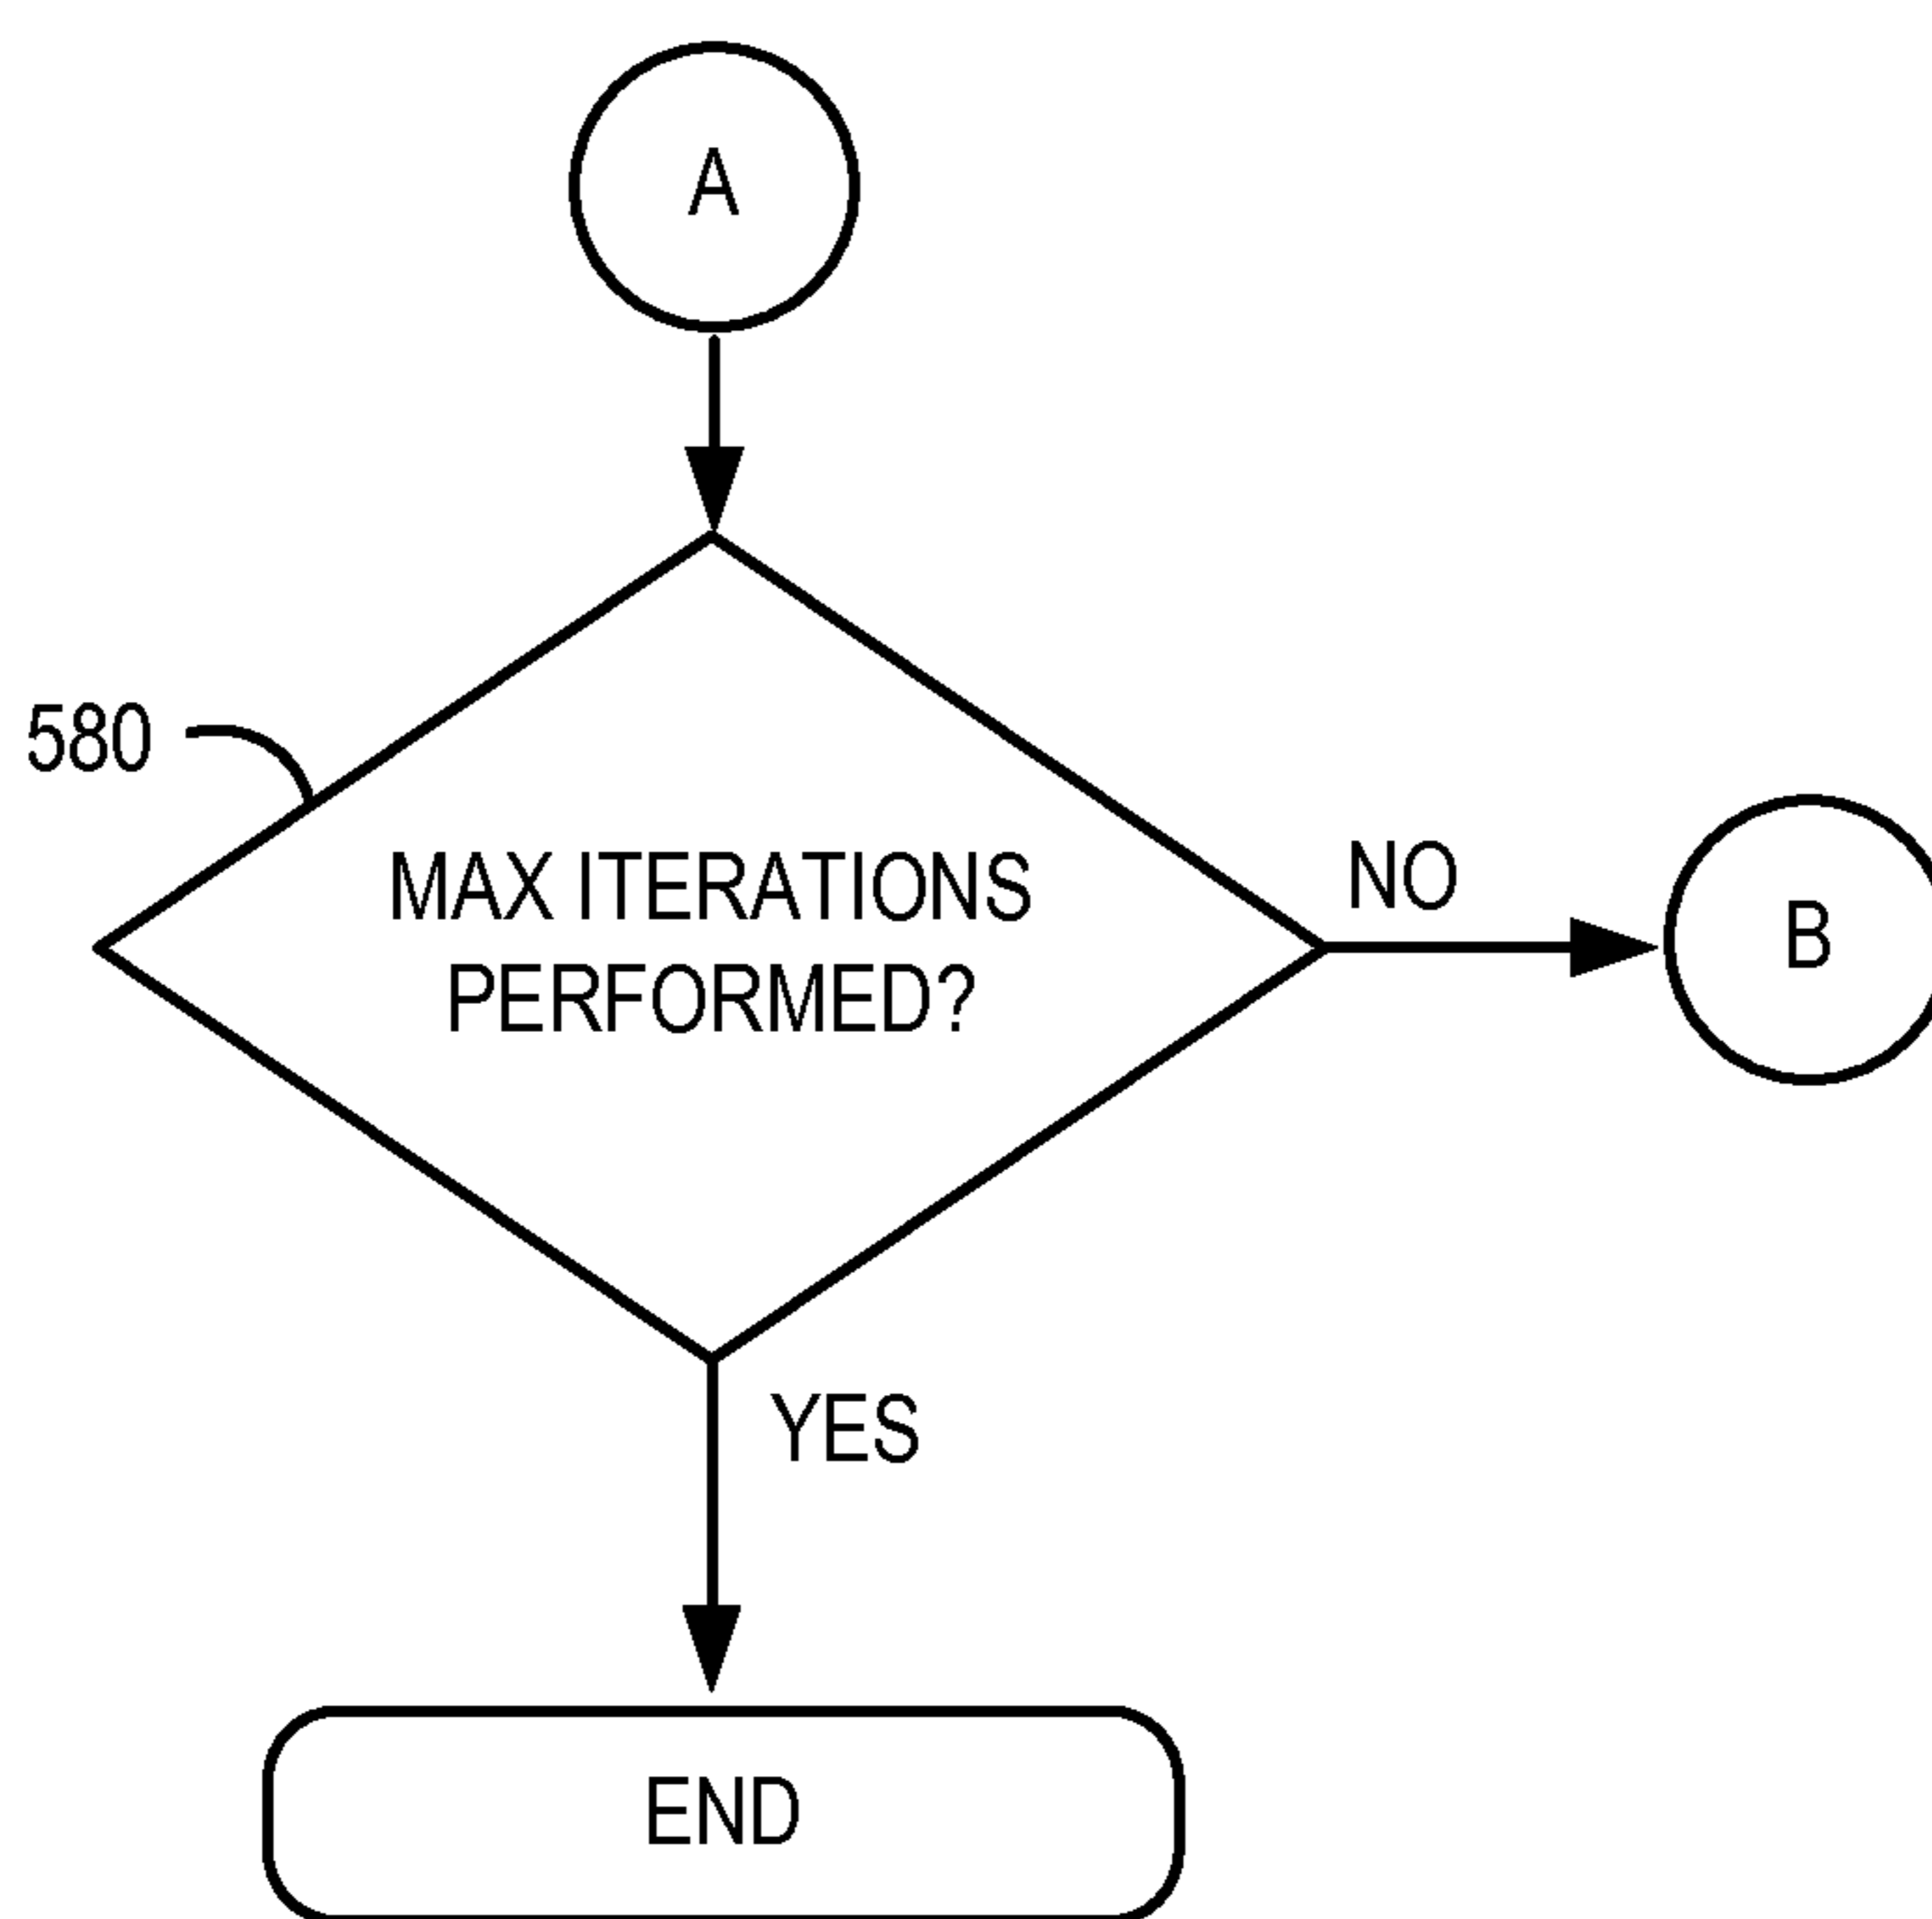 A
580
MAX ITERATIONS
PERFORMED?
NO
B
YES
END